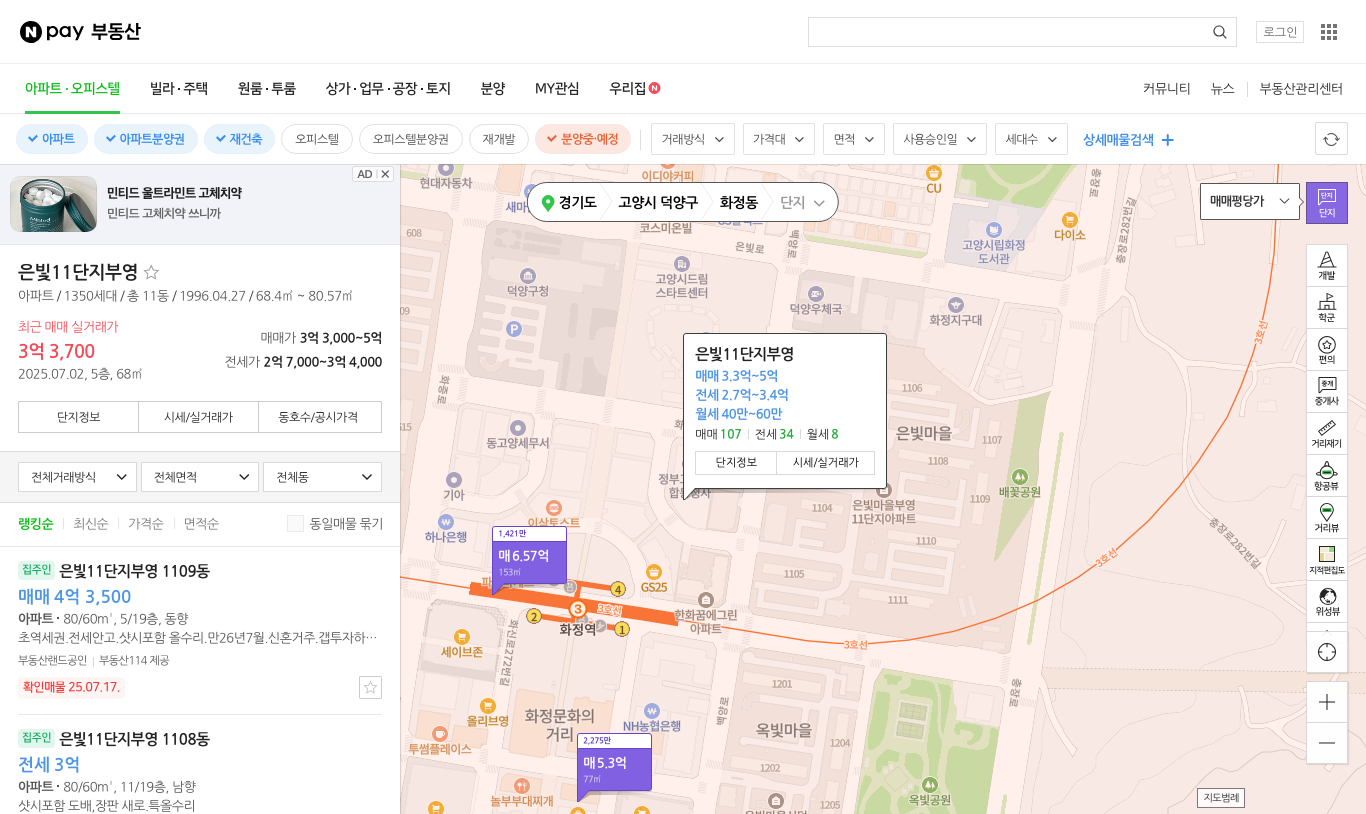 N pay 부동산
로그인
아파트·오피스텔
빌라·주택
원룸·투룸
상가·업무·공장·토지
분양
MY관심
우리집 N
커뮤니티
뉴스
부동산관리센터
아파트
아파트분양권
재건축
오피스텔
오피스텔분양권
재개발
분양중·예정
거래방식
가격대
면적
사용승인일
세대수
상세매물검색
AD
민티드 울트라민트 고체치약
민티드 고체치약 쓰니까
은빛11단지부영
아파트 / 1350세대 / 총 11동 / 1996.04.27 / 68.4㎡ ~ 80.57㎡
최근 매매 실거래가
3억 3,700
2025.07.02, 5층, 68㎡
매매가 3억 3,000~5억
전세가 2억 7,000~3억 4,000
단지정보
시세/실거래가
동호수/공시가격
전체거래방식
전체면적
전체동
랭킹순
최신순
가격순
면적순
동일매물 묶기
집주인 은빛11단지부영 1109동
매매 4억 3,500
아파트 · 80/60m², 5/19층, 동향
초역세권.전세안고.샷시포함 올수리.만26년7월.신혼거주.갭투자하···
부동산랜드공인
부동산114 제공
확인매물 25.07.17.
집주인 은빛11단지부영 1108동
전세 3억
아파트 · 80/60m², 11/19층, 남향
샷시포함 도배,장판 새로.특올수리
경기도
고양시 덕양구
화정동
단지
매매평당가
단지
단지
개발
학군
편의
중개
중개사
거리재기
항공뷰
거리뷰
지적편집도
위성뷰
지도범례
현대자동차
이디야커피
CU
코스미온빌
은빛로
백양로
고양시립화정
도서관
다이소
충장로
충장로282번길
608
덕양구청
고양시드림
스타트센터
덕양우체국
화정지구대
P
3호선
은빛11단지부영
매매 3.3억~5억
전세 2.7억~3.4억
월세 40만~60만
매매 107
전세 34
월세 8
단지정보
시세/실거래가
1106
은빛마을
1107
1108
1109
동고양세무서
기아
이삭토스트
하나은행
배꽃공원
은빛마을부영
11단지아파트
1104
1110
1105
1111
충장로282번길
3호선
1,421만
매 6.57억
153㎡
GS25
4
3
2
1
3호선
화정역
한화꿈에그린
아파트
3호선
세이브존
화신로272번길
올리브영
화정문화의
거리
NH농협은행
투썸플레이스
백양로
1201
옥빛마을
1204
1202
1205
충장로
2,275만
매 5.3억
77㎡
놀부부대찌개
옥빛공원